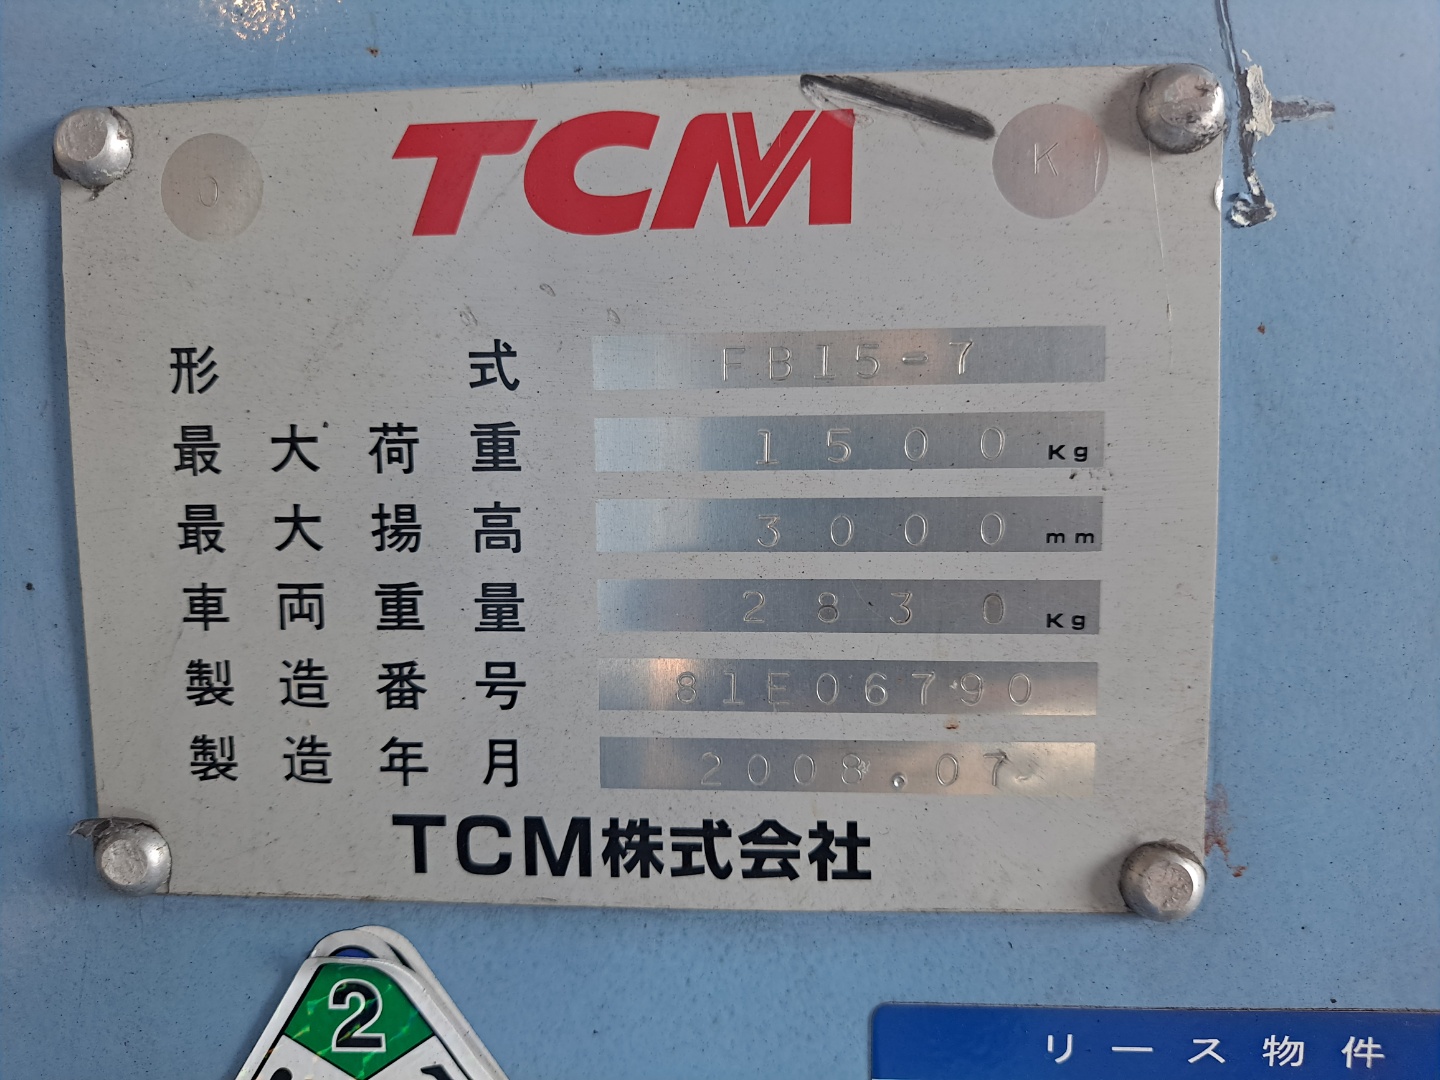 TCM
O K
形式 FB15-7
最大荷重 1500 Kg
最大揚高 3000 mm
車両重量 2830 Kg
製造番号 81E06790
製造年月 2008.07
TCM株式会社
2
リース物件